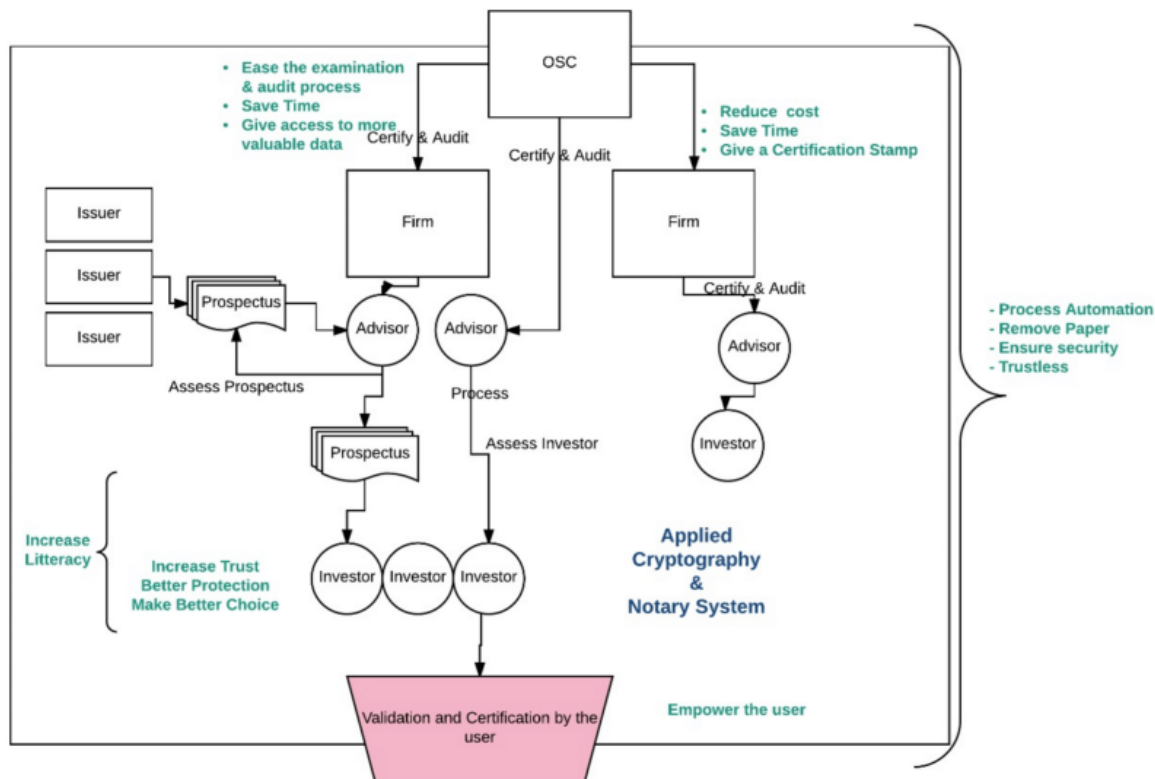 OSC
• Ease the examination
& audit process
• Save Time
• Give access to more
valuable data
Certify & Audit
Certify & Audit
• Reduce cost
• Save Time
• Give a Certification Stamp
Issuer
Firm
Firm
Issuer
Prospectus
Certify & Audit
Issuer
Advisor
Advisor
Advisor
- Process Automation
- Remove Paper
- Ensure security
- Trustless
Assess Prospectus
Process
Prospectus
Assess Investor
Investor
Increase
Litteracy
Increase Trust
Better Protection
Make Better Choice
Investor
Investor
Investor
Applied
Cryptography
&
Notary System
Validation and Certification by the
user
Empower the user